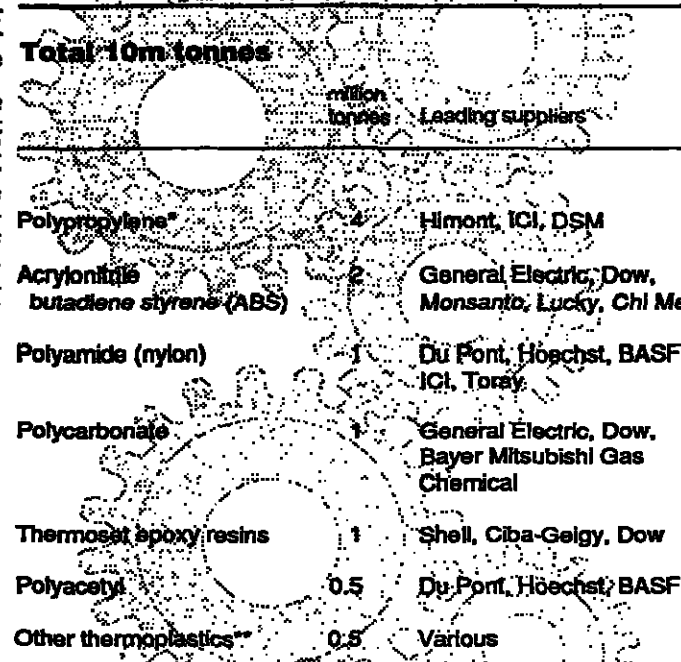 Total 10m tonnes
million
tonnes Leading suppliers
Polypropylene* 4 Himont, ICI, DSM
Acrylonitrile 2 General Electric, Dow,
butadiene styrene (ABS) Monsanto, Lucky, Chi Me
Polyamide (nylon) 1 Du Pont, Hoechst, BASF
ICI, Toray
Polycarbonate 1 General Electric, Dow,
Bayer Mitsubishi Gas
Chemical
Thermoset epoxy resins 1 Shell, Ciba-Geigy, Dow
Polyacetyl 0.5 Du Pont, Hoechst, BASF
Other thermoplastics** 0.5 Various